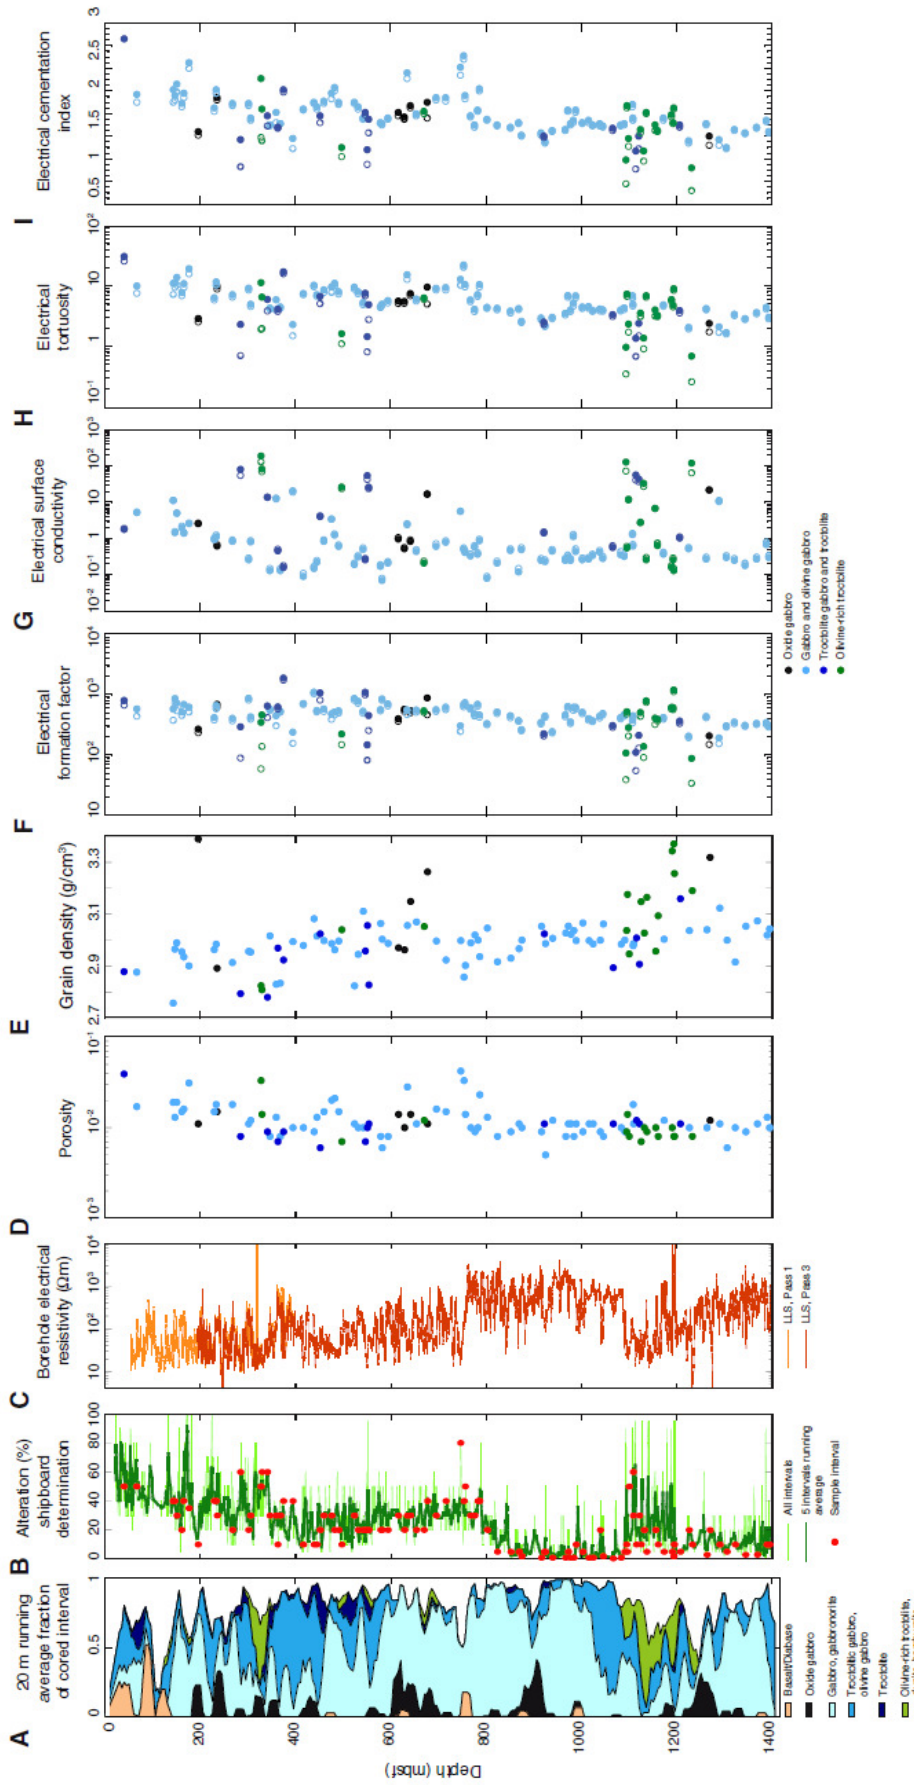 A
20 m running
average fraction
of cored interval
0
0.5
1
Depth (mbsf)
0
200
400
600
800
1000
1200
1400
Basalt/Diabase
Oxide gabbro
Gabbro, gabbronorite
Troctolitic gabbro,
olivine gabbro
Troctolite
Olivine-rich troctolite,
B
Alteration (%)
shipboard
determination
0
20
40
60
80
100
All intervals
5 intervals running
average
Sample interval
C
Borehole electrical
resistivity (Ωm)
10
10²
10³
10⁴
LLS, Pass 1
LLS, Pass 3
D
Porosity
10⁻³
10⁻²
10⁻¹
E
Grain density (g/cm³)
2.7
2.9
3.1
3.3
F
Electrical
formation factor
10
10²
10³
10⁴
G
Electrical surface
conductivity
10⁻²
10⁻¹
1
10
10²
10³
Oxide gabbro
Gabbro and olivine gabbro
Troctolite gabbro and troctolite
Olivine-rich troctolite
H
Electrical
tortuosity
10⁻¹
1
10
10²
I
Electrical cementation
index
0.5
1
1.5
2
2.5
3